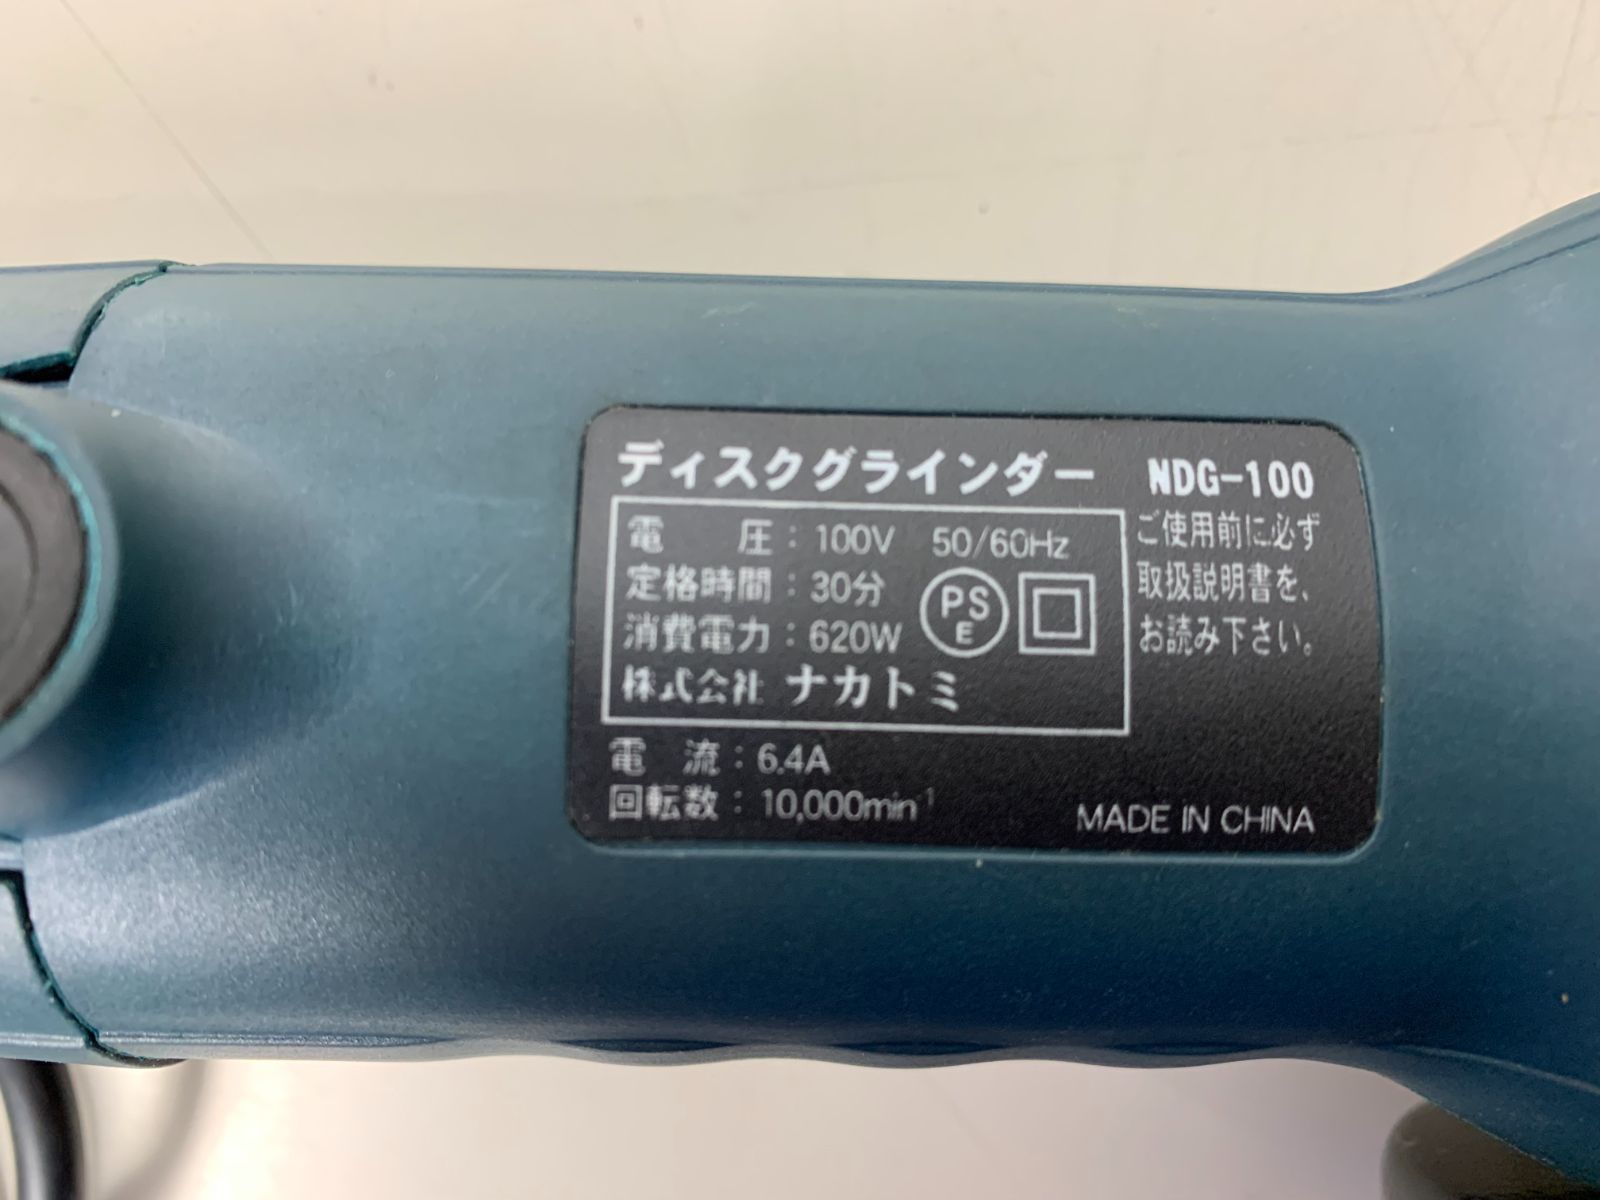 ディスクグラインダー NDG-100
電 圧：100V 50/60Hz
定格時間：30分
消費電力：620W
PS
E
株式会社 ナカトミ
ご使用前に必ず
取扱説明書を、
お読み下さい。
電 流：6.4A
回転数：10,000min⁻¹
MADE IN CHINA